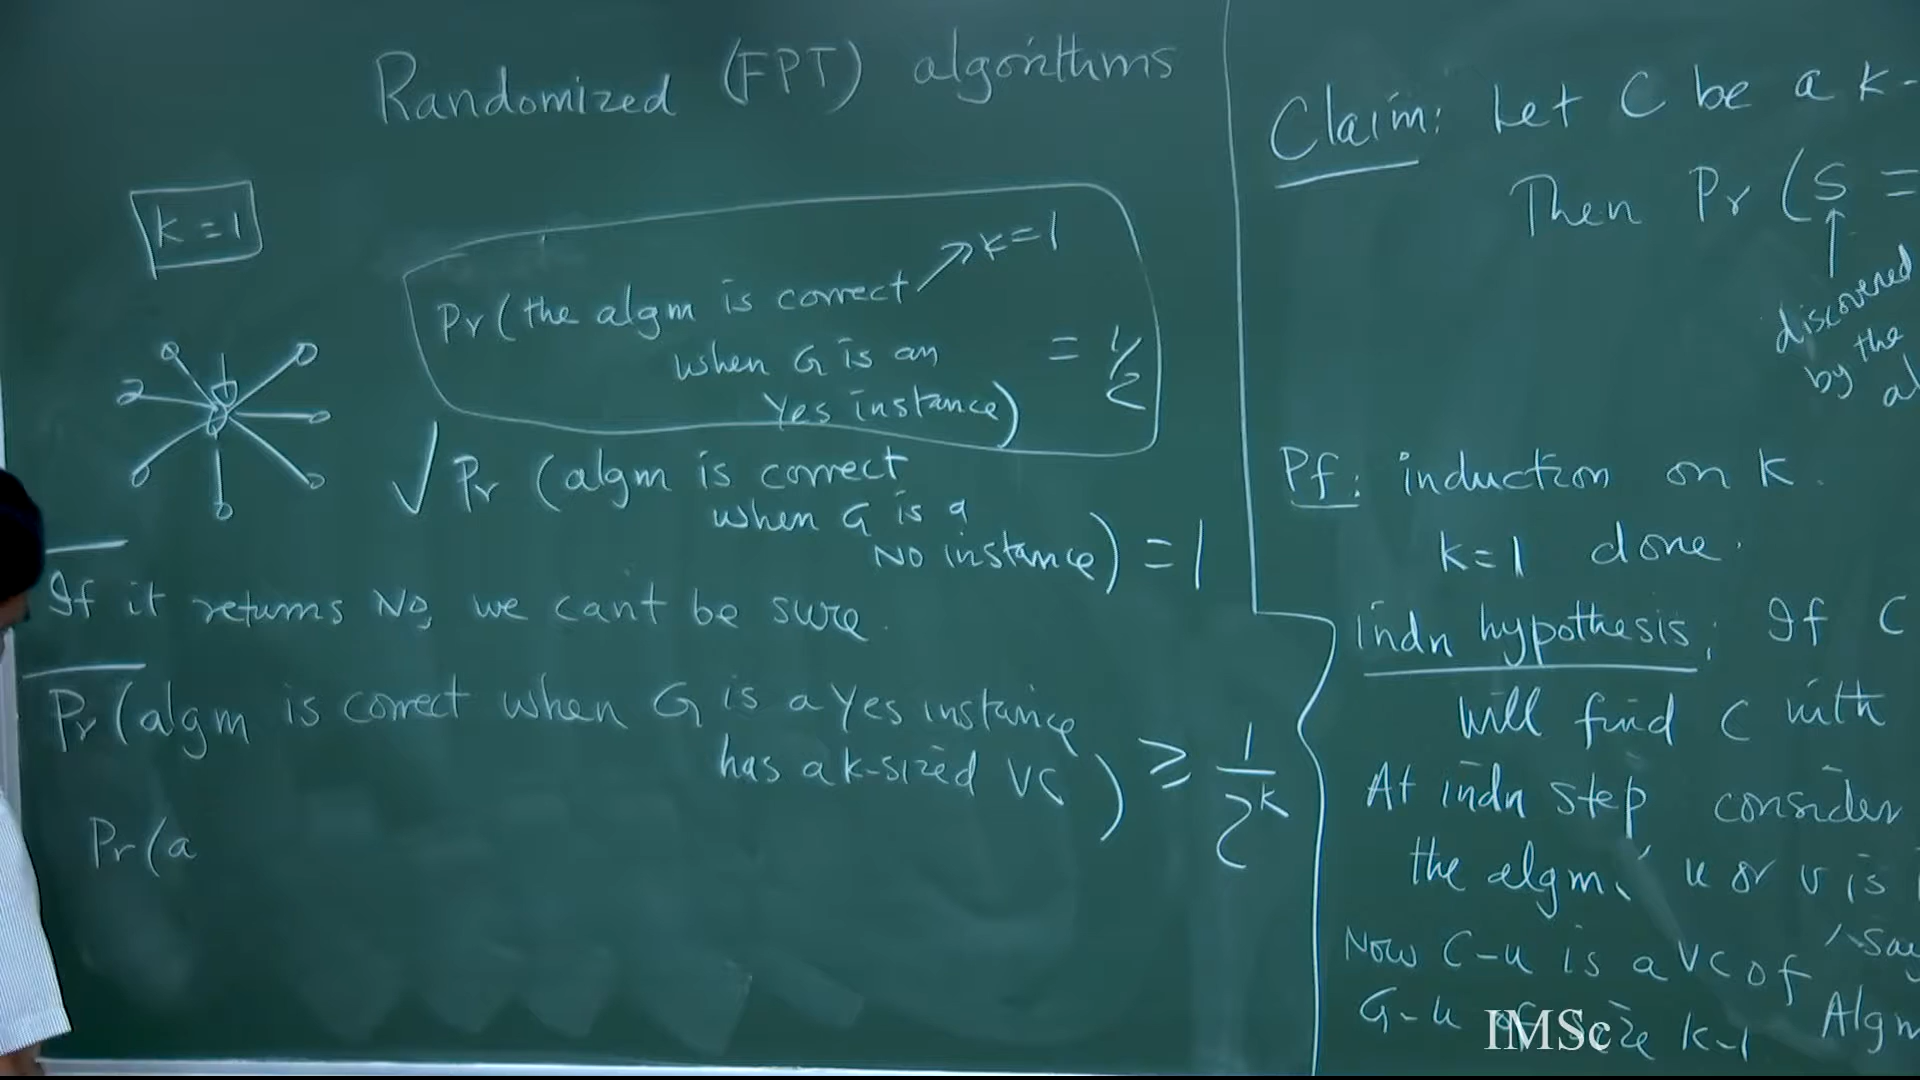 Randomized (FPT) algorithms
k=1
Pr(the algm is correct
k=1
when G is an
Yes instance) = 1/2
√ Pr (algm is correct
when G is a
NO instance) = 1
If it returns No, we cant be sure.
Pr(algm is correct when G is a Yes instance
has a k-sized VC) ≥ 1/2^k
Pr(a
Claim: Let C be a k-
Then Pr (S =
discovered
by the
al
Pf: induction on k.
k=1 done.
indn hypothesis: If C
will find C with
At indn step consider
the algm. u or v is
say
Now C-u is a VC of
G-u of size k-1
Algm
IMSc